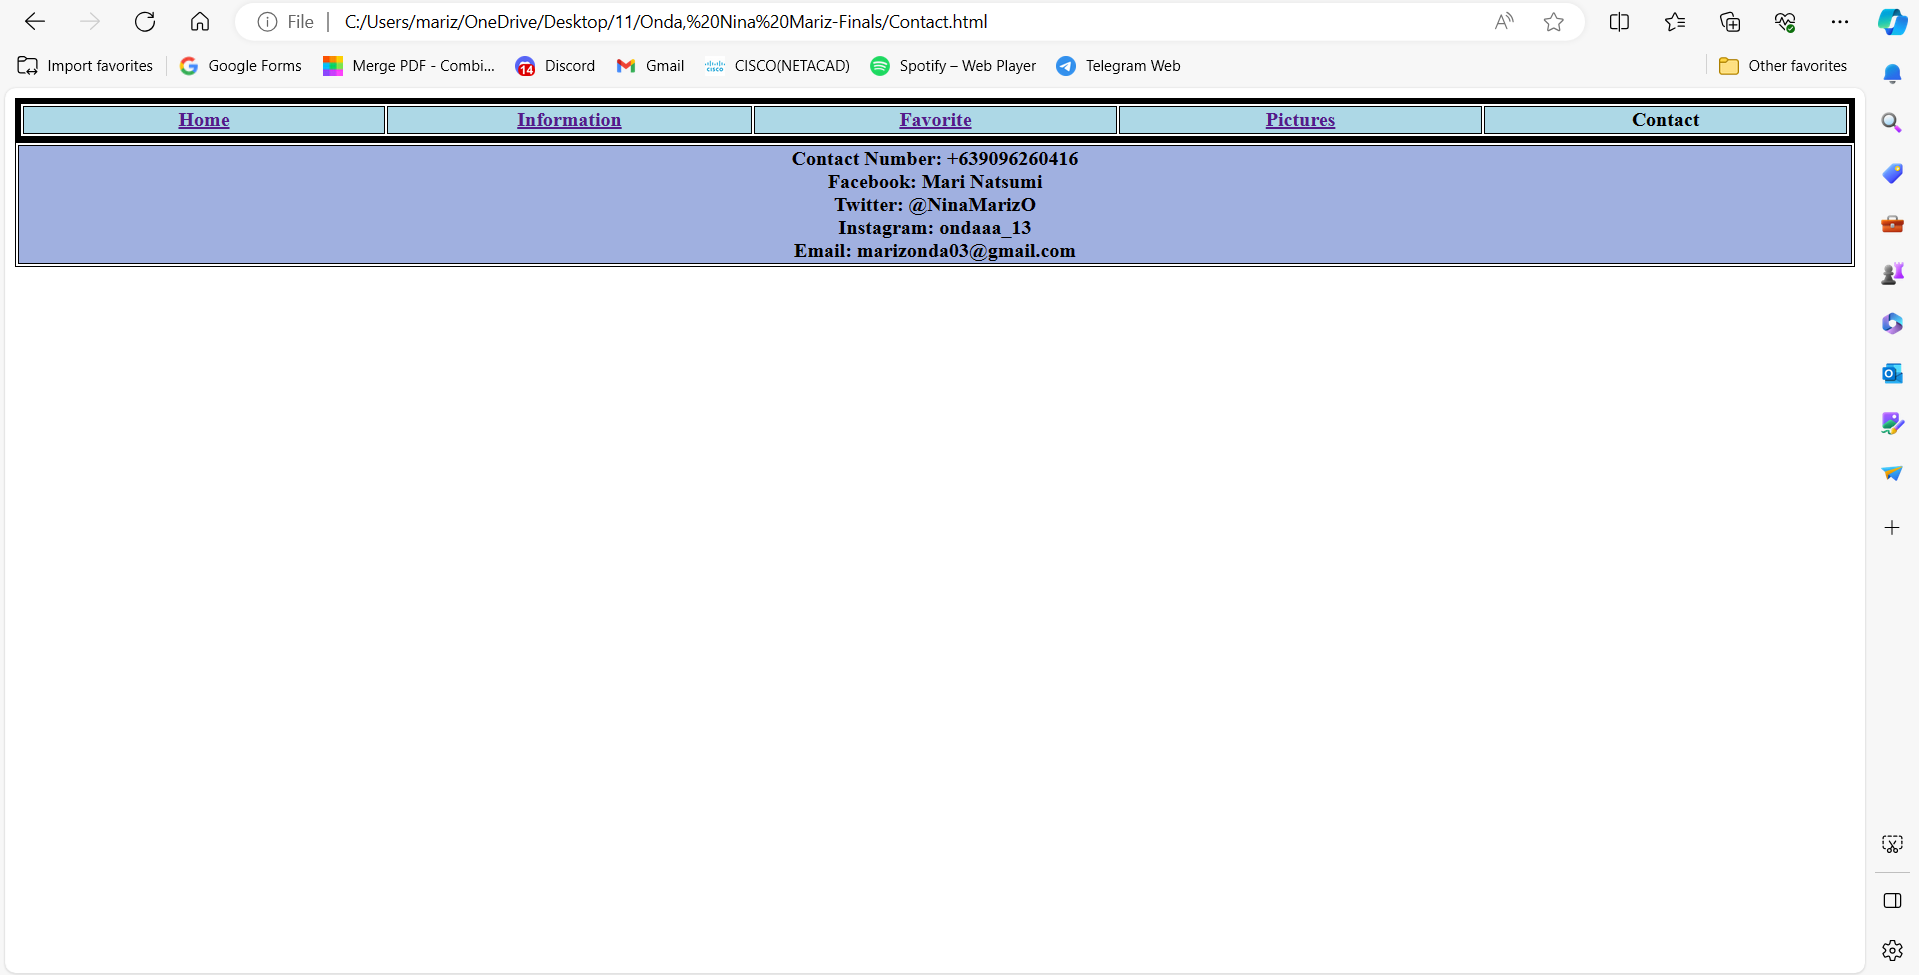 File C:/Users/mariz/OneDrive/Desktop/11/Onda,%20Nina%20Mariz-Finals/Contact.html
Import favorites Google Forms Merge PDF - Combi... 14 Discord Gmail cisco CISCO(NETACAD) Spotify – Web Player Telegram Web Other favorites
Home Information Favorite Pictures Contact
Contact Number: +639096260416
Facebook: Mari Natsumi
Twitter: @NinaMarizO
Instagram: ondaaa_13
Email: marizonda03@gmail.com